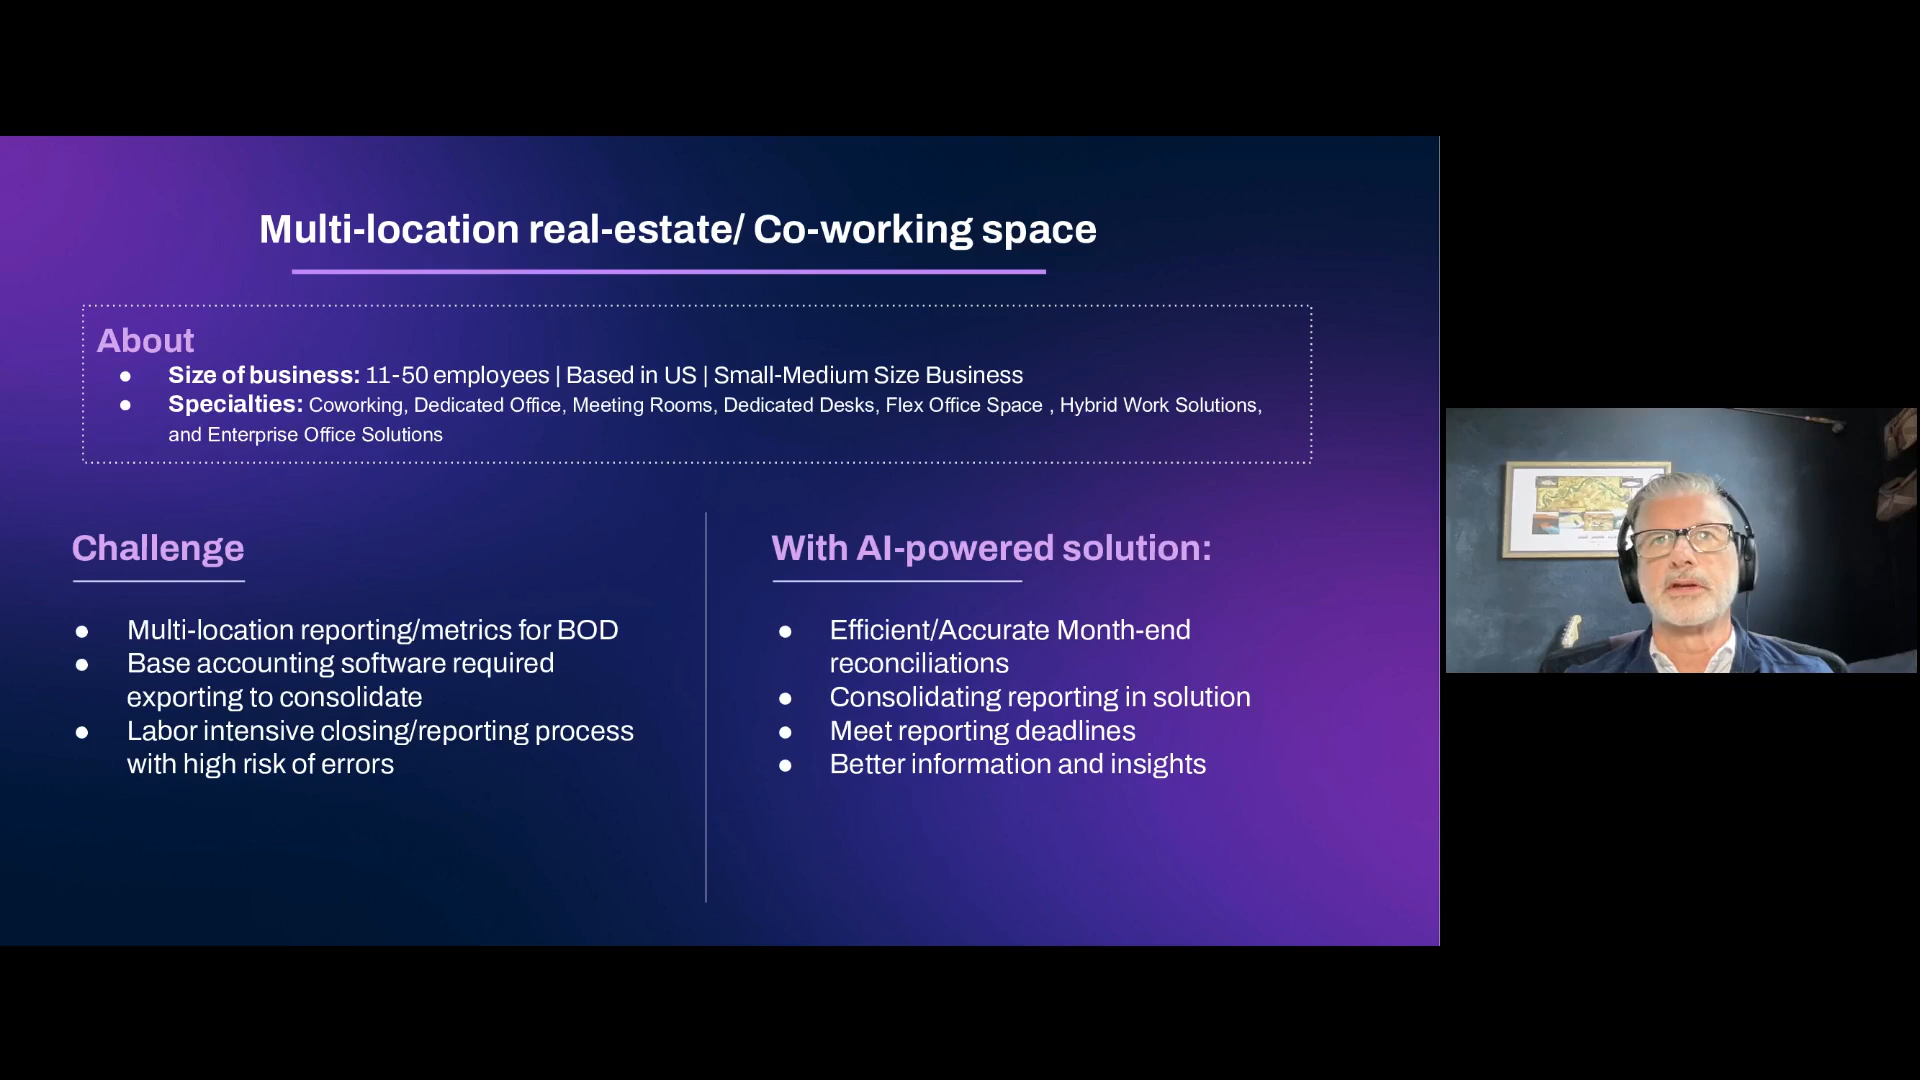 Multi-location real-estate/ Co-working space
About
● Size of business: 11-50 employees | Based in US | Small-Medium Size Business
● Specialties: Coworking, Dedicated Office, Meeting Rooms, Dedicated Desks, Flex Office Space , Hybrid Work Solutions,
and Enterprise Office Solutions
Challenge
● Multi-location reporting/metrics for BOD
● Base accounting software required
exporting to consolidate
● Labor intensive closing/reporting process
with high risk of errors
With AI-powered solution:
● Efficient/Accurate Month-end
reconciliations
● Consolidating reporting in solution
● Meet reporting deadlines
● Better information and insights